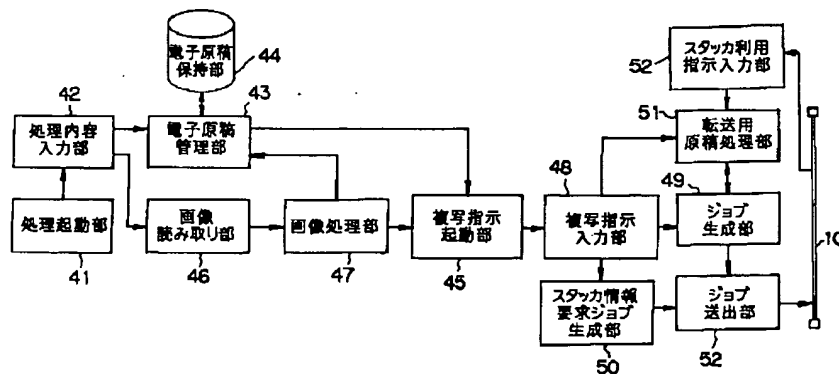 電子原稿
保持部
44
42
処理内容
入力部
43
電子原稿
管理部
処理起動部
41
画像
読み取り部
46
画像処理部
47
複写指示
起動部
45
48
複写指示
入力部
スタッカ情報
要求ジョブ
生成部
50
52
スタッカ利用
指示入力部
51
転送用
原稿処理部
49
ジョブ
生成部
ジョブ
送出部
52
10